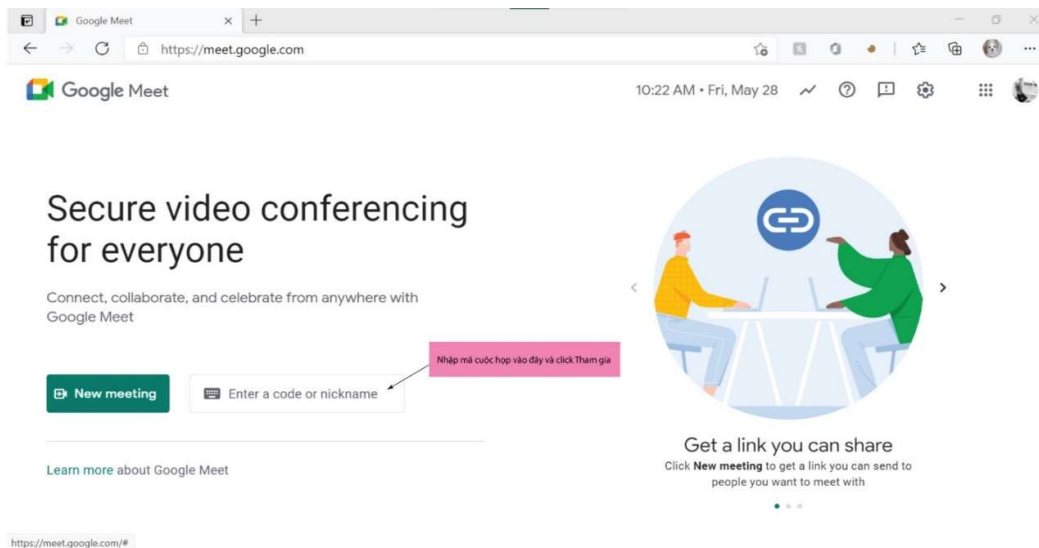 Google Meet
https://meet.google.com
Google Meet
10:22 AM • Fri, May 28
Secure video conferencing
for everyone
Connect, collaborate, and celebrate from anywhere with
Google Meet
Nhập mã cuộc họp vào đây và click Tham gia
New meeting
Enter a code or nickname
Learn more about Google Meet
Get a link you can share
Click New meeting to get a link you can send to
people you want to meet with
https://meet.google.com/#